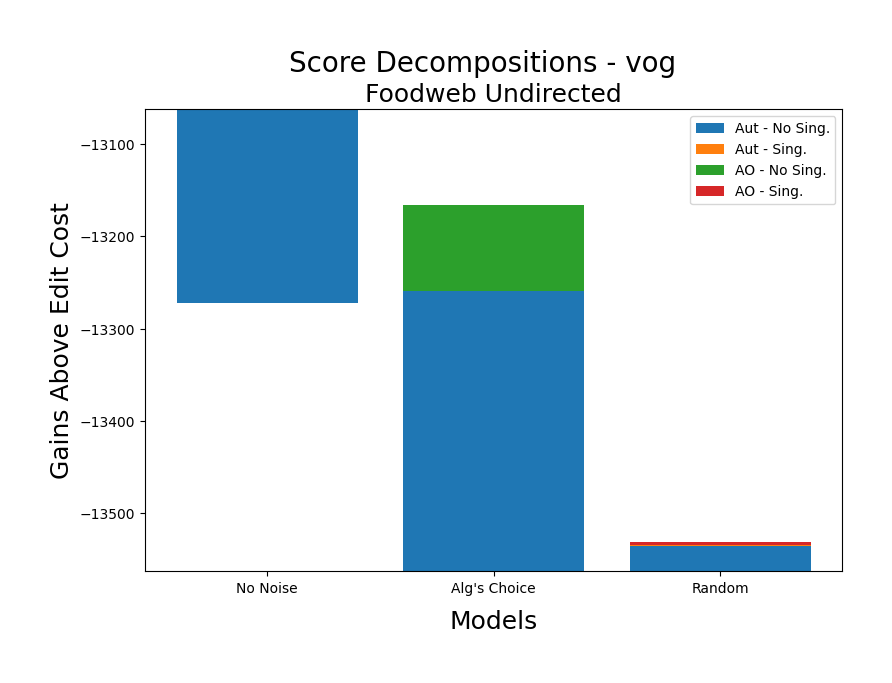 Score Decompositions - vog
Foodweb Undirected
Gains Above Edit Cost
−13100
−13200
−13300
−13400
−13500
Aut - No Sing.
Aut - Sing.
AO - No Sing.
AO - Sing.
No Noise
Alg's Choice
Random
Models